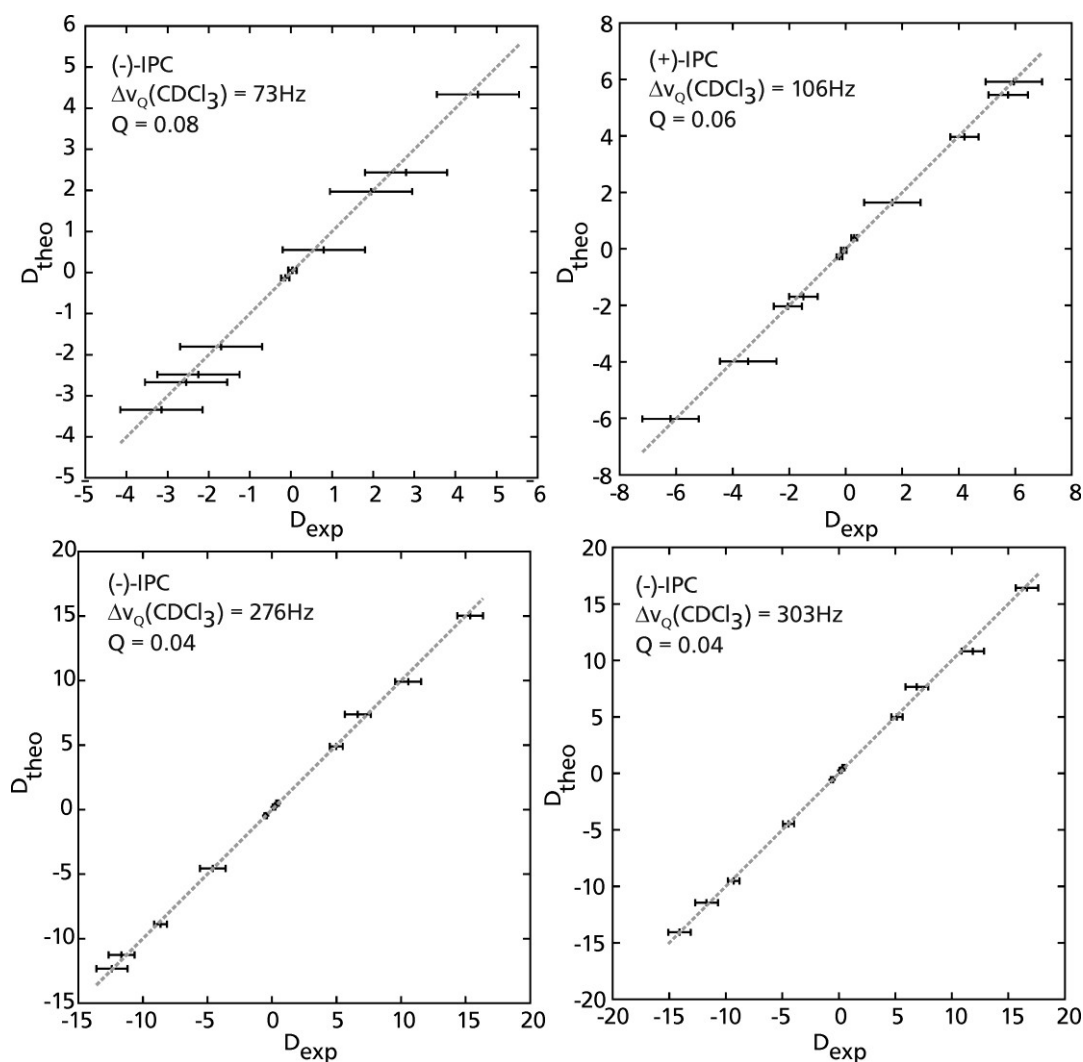 6
5
4
3
2
1
0
-1
-2
-3
-4
-5
D_theo
(-)-IPC
Δν_Q(CDCl_3) = 73Hz
Q = 0.08
-5 -4 -3 -2 -1 0 1 2 3 4 5 6
D_exp
8
6
4
2
0
-2
-4
-6
-8
D_theo
(+)-IPC
Δν_Q(CDCl_3) = 106Hz
Q = 0.06
-8 -6 -4 -2 0 2 4 6 8
D_exp
20
15
10
5
0
-5
-10
-15
D_theo
(-)-IPC
Δν_Q(CDCl_3) = 276Hz
Q = 0.04
-15 -10 -5 0 5 10 15 20
D_exp
20
15
10
5
0
-5
-10
-15
-20
D_theo
(-)-IPC
Δν_Q(CDCl_3) = 303Hz
Q = 0.04
-20 -15 -10 -5 0 5 10 15 20
D_exp